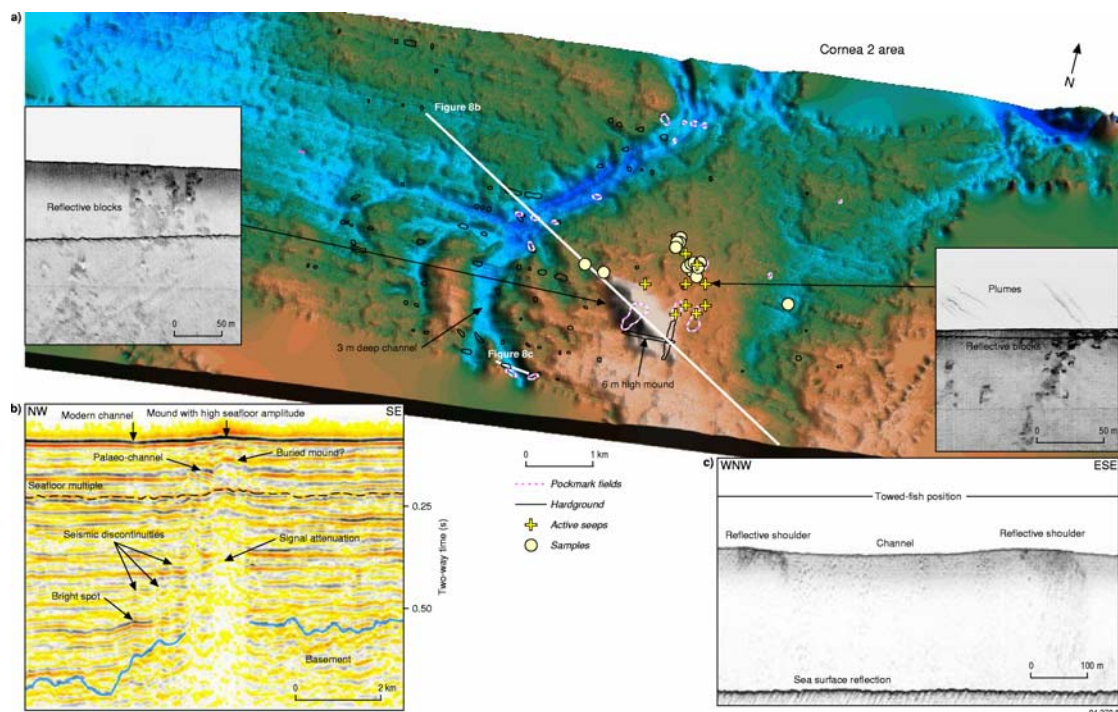 a)
Cornea 2 area
N
Figure 8b
Reflective blocks
0 50 m
3 m deep channel
Figure 8c
6 m high mound
Plumes
Reflective blocks
0 50 m
b) NW SE
Modern channel
Mound with high seafloor amplitude
Palaeo-channel
Buried mound?
Seafloor multiple
0.25
Seismic discontinuities
Signal attenuation
Two-way time (s)
Bright spot
0.50
Basement
0 2 km
0 1 km
Pockmark fields
Hardground
Active seeps
Samples
c) WNW ESE
Towed-fish position
Reflective shoulder
Channel
Reflective shoulder
0 100 m
Sea surface reflection